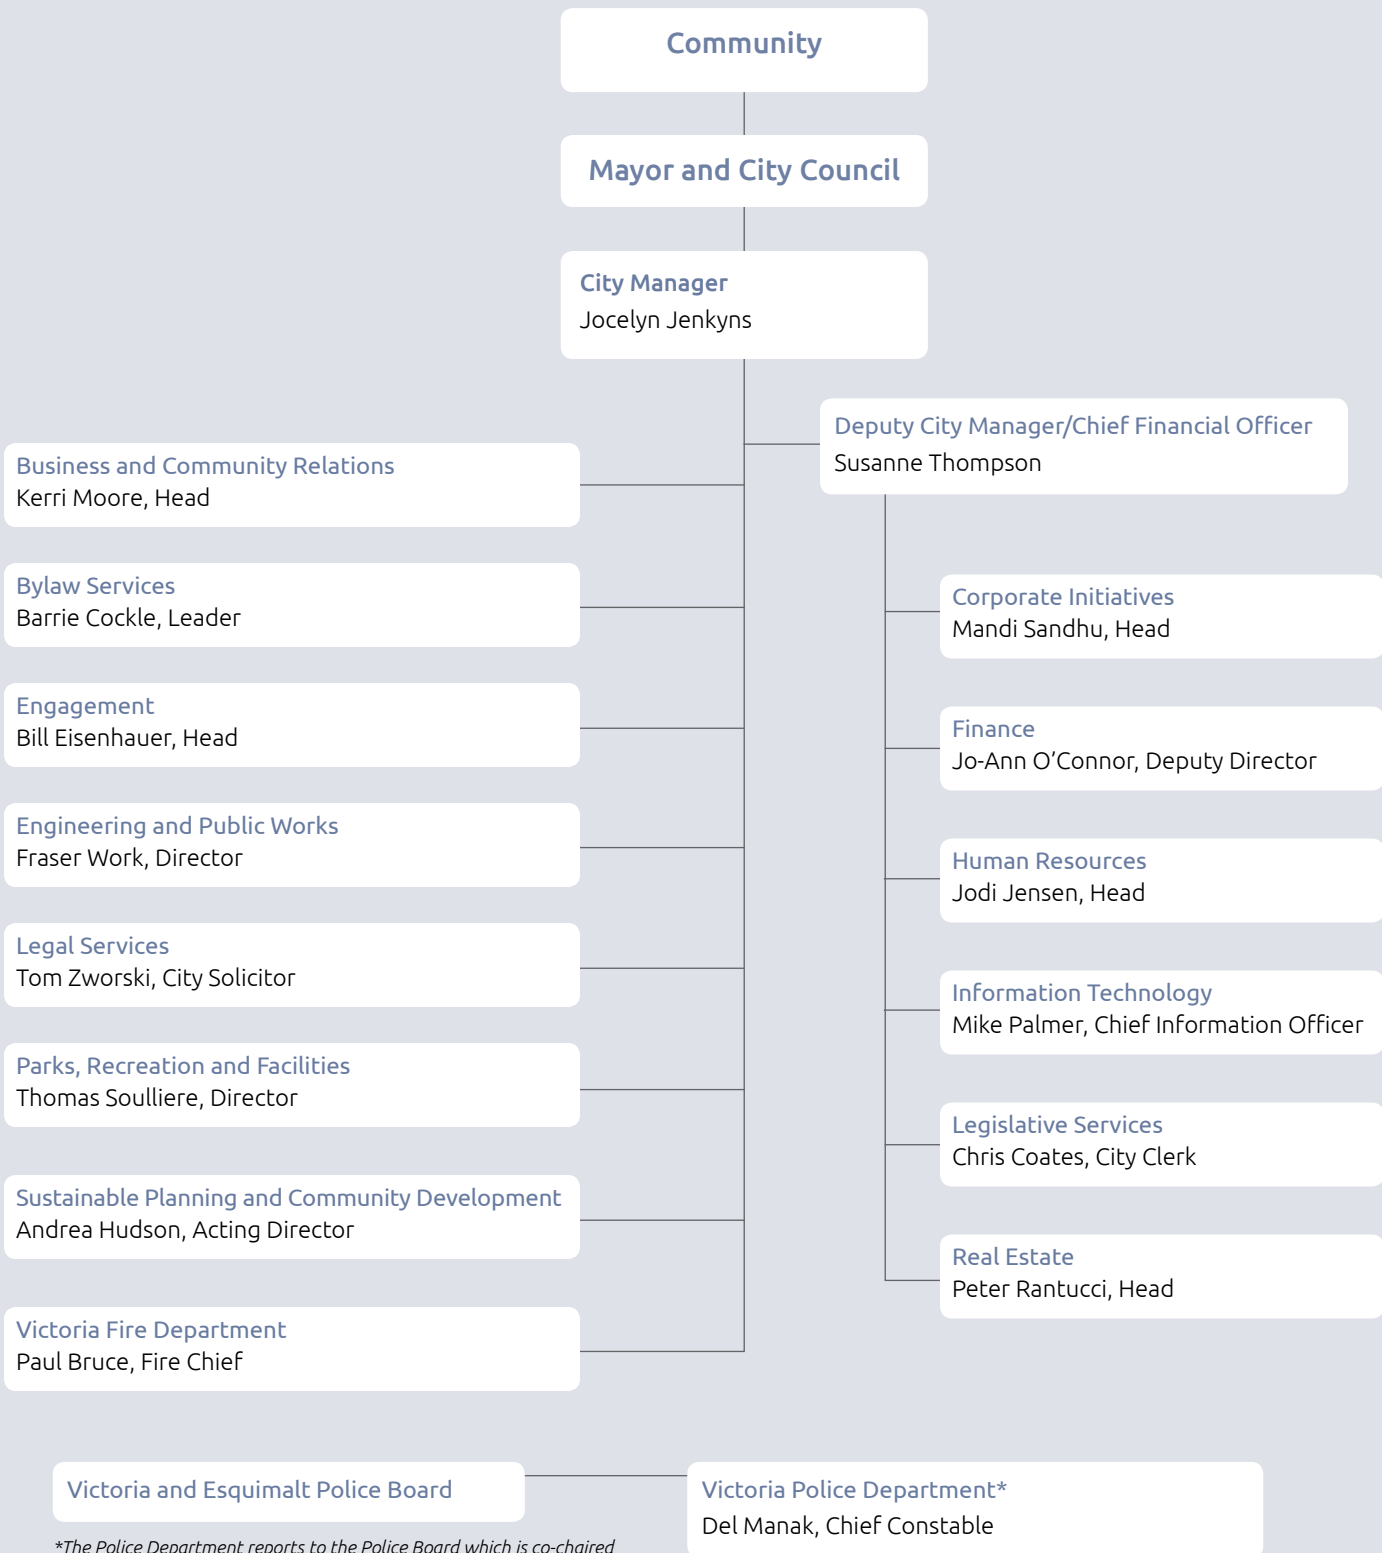 Community
Mayor and City Council
City Manager
Jocelyn Jenkyns
Deputy City Manager/Chief Financial Officer
Susanne Thompson
Business and Community Relations
Kerri Moore, Head
Bylaw Services
Barrie Cockle, Leader
Engagement
Bill Eisenhauer, Head
Engineering and Public Works
Fraser Work, Director
Legal Services
Tom Zworski, City Solicitor
Parks, Recreation and Facilities
Thomas Soulliere, Director
Sustainable Planning and Community Development
Andrea Hudson, Acting Director
Victoria Fire Department
Paul Bruce, Fire Chief
Corporate Initiatives
Mandi Sandhu, Head
Finance
Jo-Ann O’Connor, Deputy Director
Human Resources
Jodi Jensen, Head
Information Technology
Mike Palmer, Chief Information Officer
Legislative Services
Chris Coates, City Clerk
Real Estate
Peter Rantucci, Head
Victoria and Esquimalt Police Board
Victoria Police Department*
Del Manak, Chief Constable
*The Police Department reports to the Police Board which is co-chaired